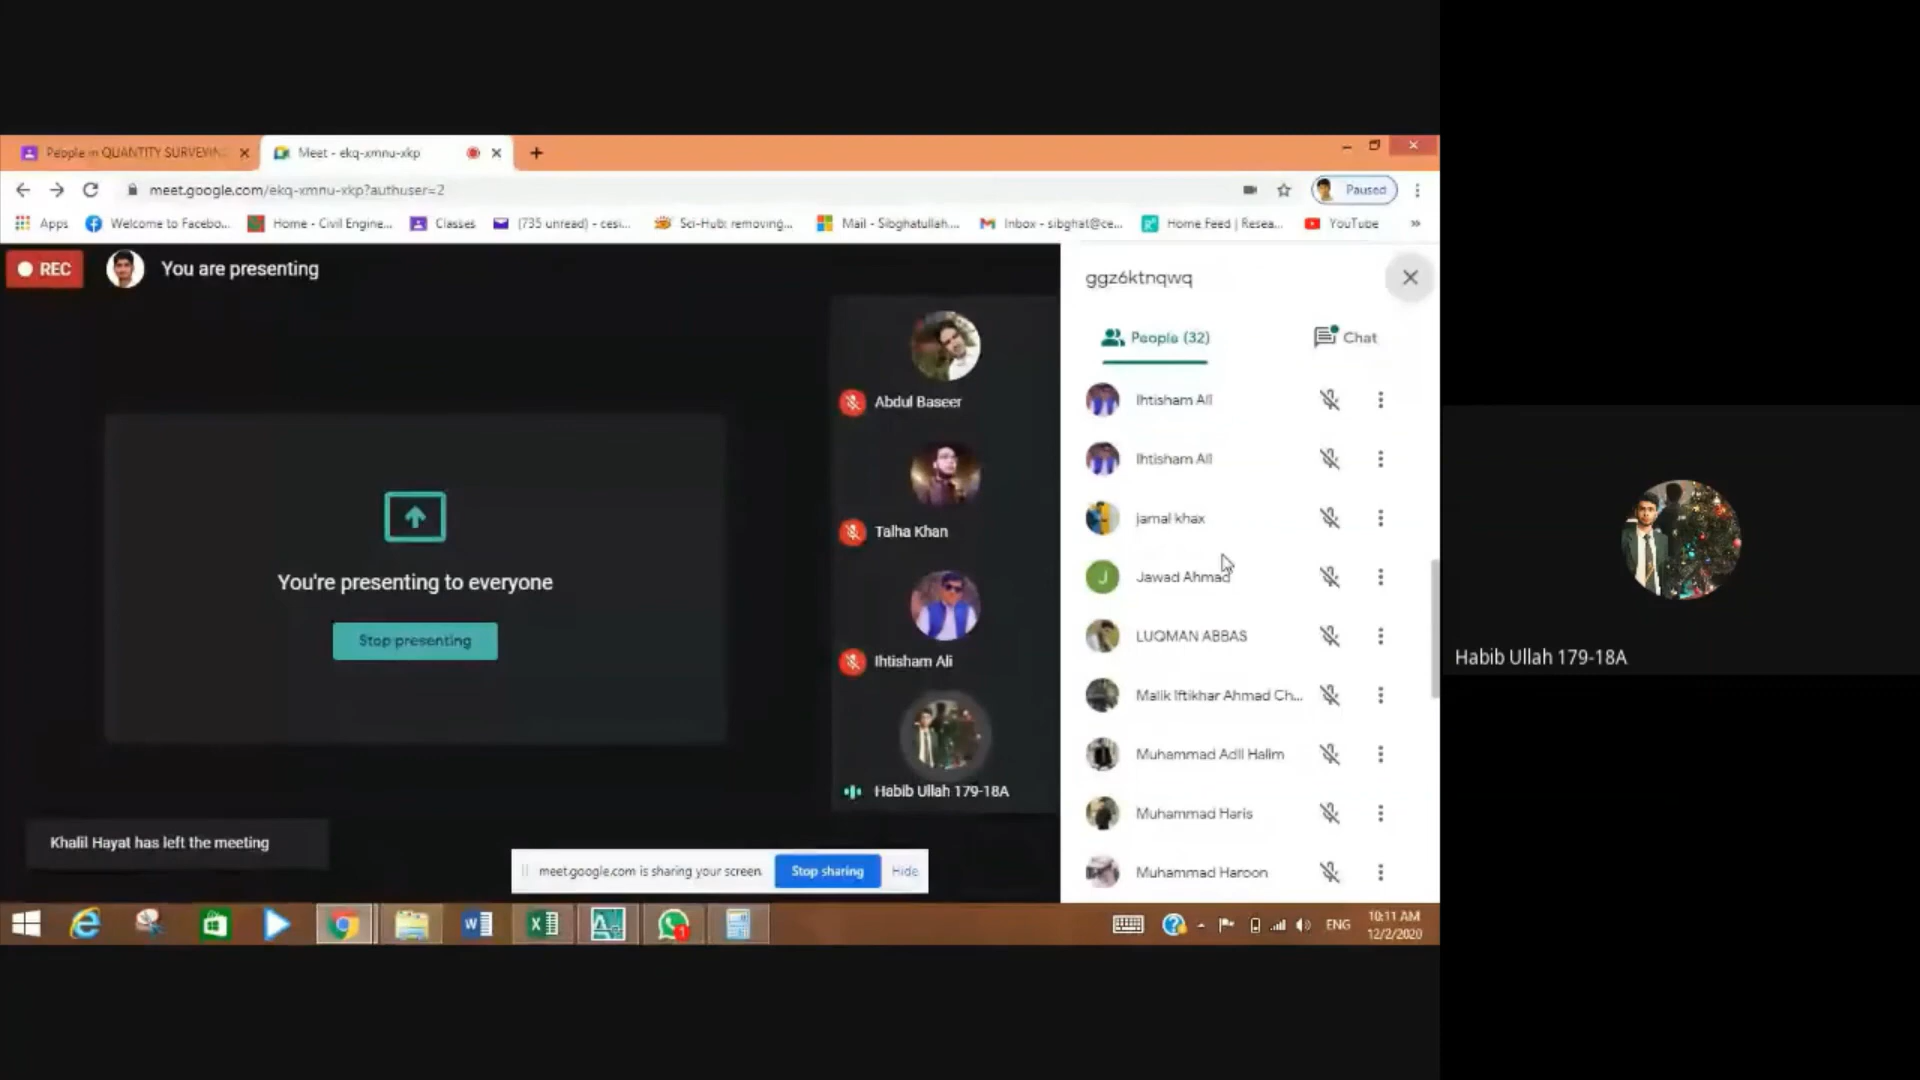 People in QUANTITY SURVEYIN
Meet - ekq-xmnu-xkp
meet.google.com/ekq-xmnu-xkp?authuser=2
Paused
Apps
Welcome to Facebo...
Home - Civil Engine...
Classes
(735 unread) - cesi...
Sci-Hub: removing...
Mail - Sibghatullah....
Inbox - sibghat@ce...
Home Feed | Resea...
YouTube
»
REC
You are presenting
You're presenting to everyone
Stop presenting
Khalil Hayat has left the meeting
Abdul Baseer
Talha Khan
Ihtisham Ali
Habib Ullah 179-18A
ggz6ktnqwq
People (32)
Chat
Ihtisham Ali
Ihtisham Ali
jamal khax
J
Jawad Ahmad
LUQMAN ABBAS
Malik Iftikhar Ahmad Ch...
Muhammad Adil Halim
Muhammad Haris
Muhammad Haroon
meet.google.com is sharing your screen.
Stop sharing
Hide
1
ENG
10:11 AM
12/2/2020
Habib Ullah 179-18A